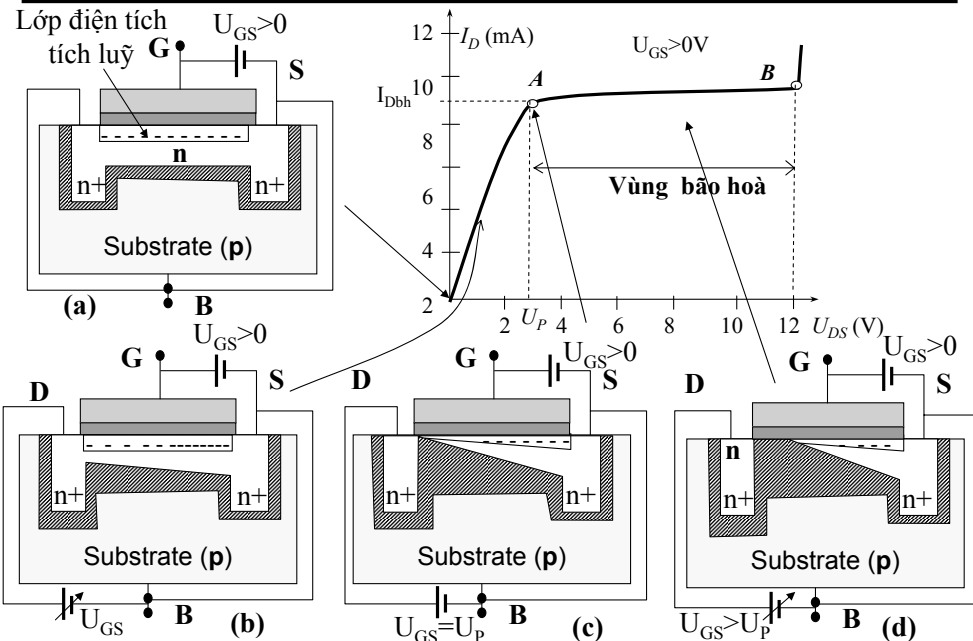 Lớp điện tích
tích luỹ
U_GS>0
G
S
n
n+
n+
Substrate (p)
(a)
B
12
I_D (mA)
U_GS>0V
10
I_Dbh
8
6
4
2
A
B
Vùng bão hoà
2
U_P
4
6
8
10
12
U_DS (V)
U_GS>0
G
S
D
n+
n+
Substrate (p)
U_GS
B
(b)
U_GS>0
G
S
D
n+
n+
Substrate (p)
U_GS=U_P
B
(c)
U_GS>0
G
S
D
n
n+
n+
Substrate (p)
U_GS>U_P
B
(d)